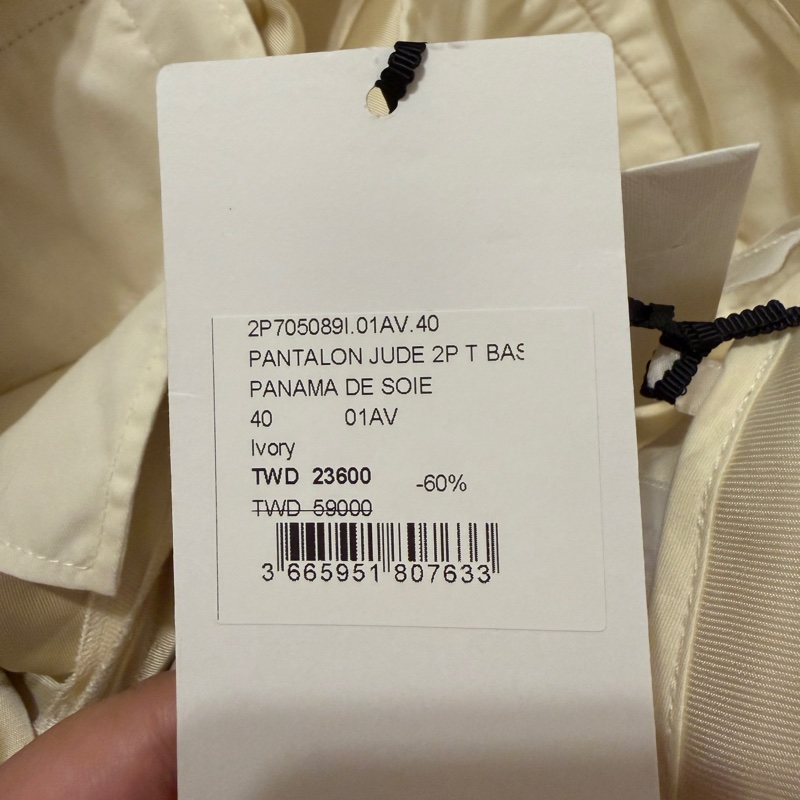 2P705089I.01AV.40
PANTALON JUDE 2P T BAS
PANAMA DE SOIE
40 01AV
Ivory
TWD 23600 -60%
TWD 59000
3 665951 807633